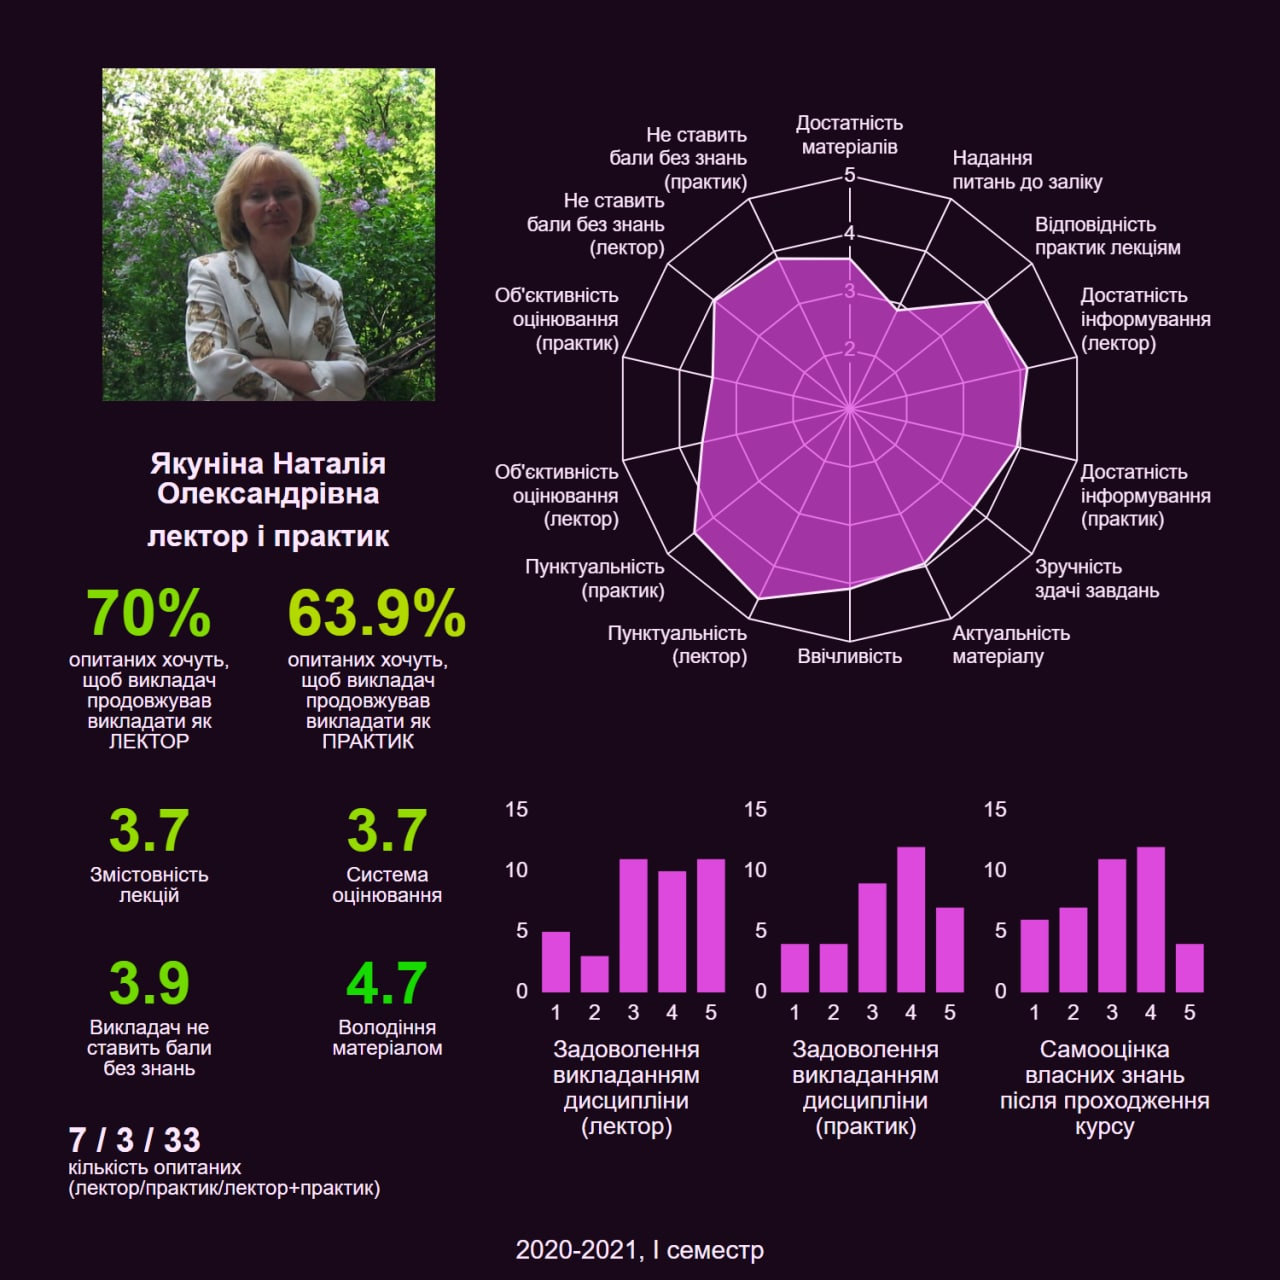 Якуніна Наталія
Олександрівна
лектор і практик
70%
опитаних хочуть,
щоб викладач
продовжував
викладати як
ЛЕКТОР
63.9%
опитаних хочуть,
щоб викладач
продовжував
викладати як
ПРАКТИК
3.7
Змістовність
лекцій
3.7
Система
оцінювання
3.9
Викладач не
ставить бали
без знань
4.7
Володіння
матеріалом
7 / 3 / 33
кількість опитаних
(лектор/практик/лектор+практик)
Достатність
матеріалів
Надання
питань до заліку
Відповідність
практик лекціям
Достатність
інформування
(лектор)
Достатність
інформування
(практик)
Зручність
здачі завдань
Актуальність
матеріалу
Ввічливість
Пунктуальність
(лектор)
Пунктуальність
(практик)
Об'єктивність
оцінювання
(лектор)
Об'єктивність
оцінювання
(практик)
Не ставить
бали без знань
(лектор)
Не ставить
бали без знань
(практик)
5
4
3
2
15
10
5
0
1 2 3 4 5
Задоволення
викладанням
дисципліни
(лектор)
15
10
5
0
1 2 3 4 5
Задоволення
викладанням
дисципліни
(практик)
15
10
5
0
1 2 3 4 5
Самооцінка
власних знань
після проходження
курсу
2020-2021, І семестр